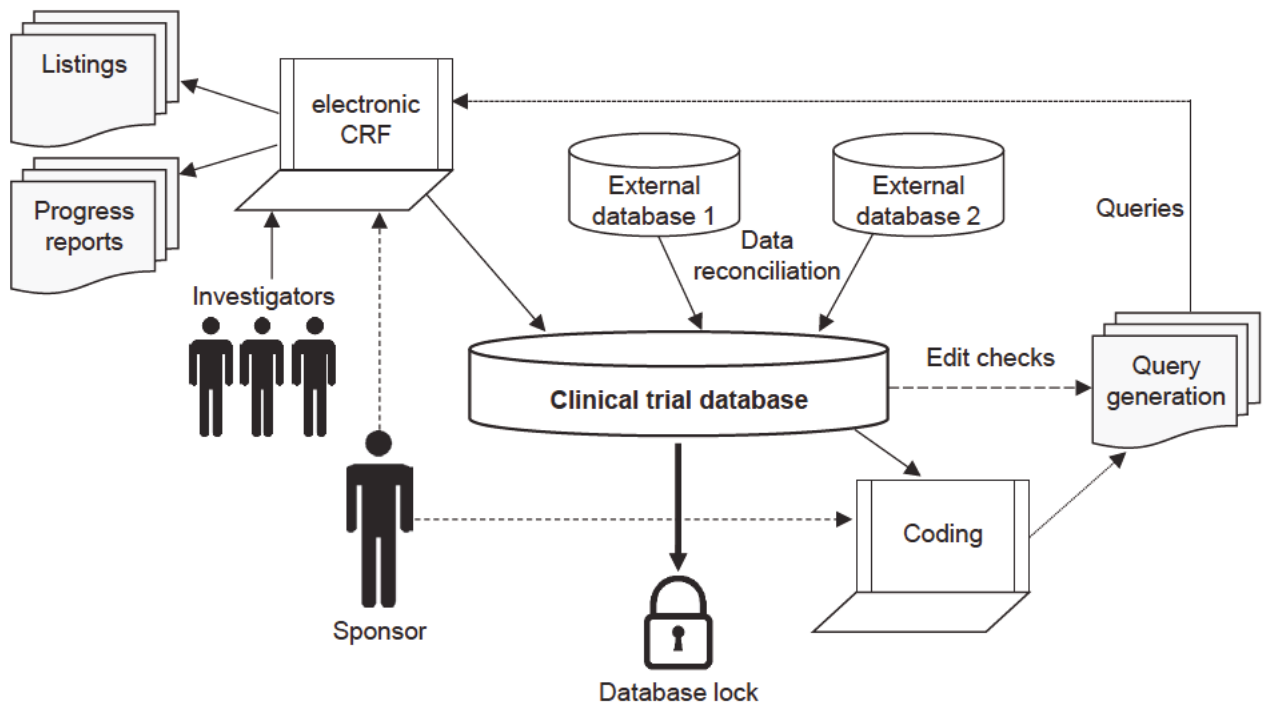 Listings
Progress
reports
electronic
CRF
External
database 1
External
database 2
Data
reconciliation
Queries
Investigators
Clinical trial database
Edit checks
Query
generation
Coding
Sponsor
Database lock